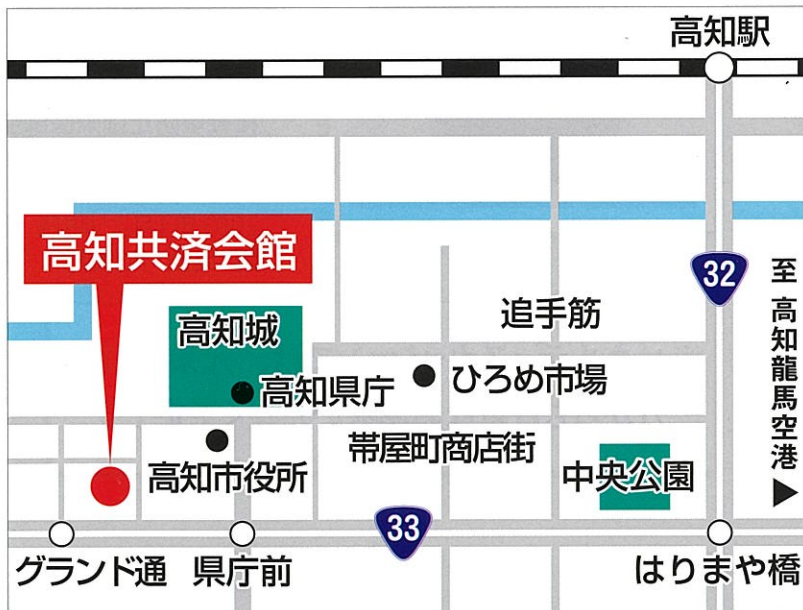 高知駅
高知共済会館
32
至 高知龍馬空港 ▶
高知城
追手筋
高知県庁
ひろめ市場
帯屋町商店街
高知市役所
中央公園
33
グランド通
県庁前
はりまや橋